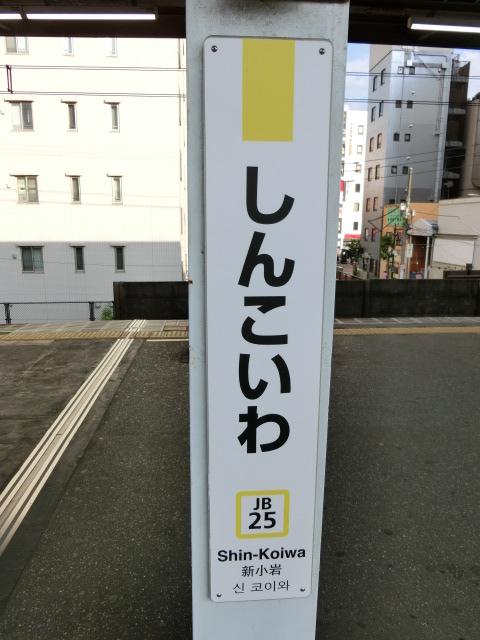 しんこいわ
JB
25
Shin-Koiwa
新小岩
신 코이와